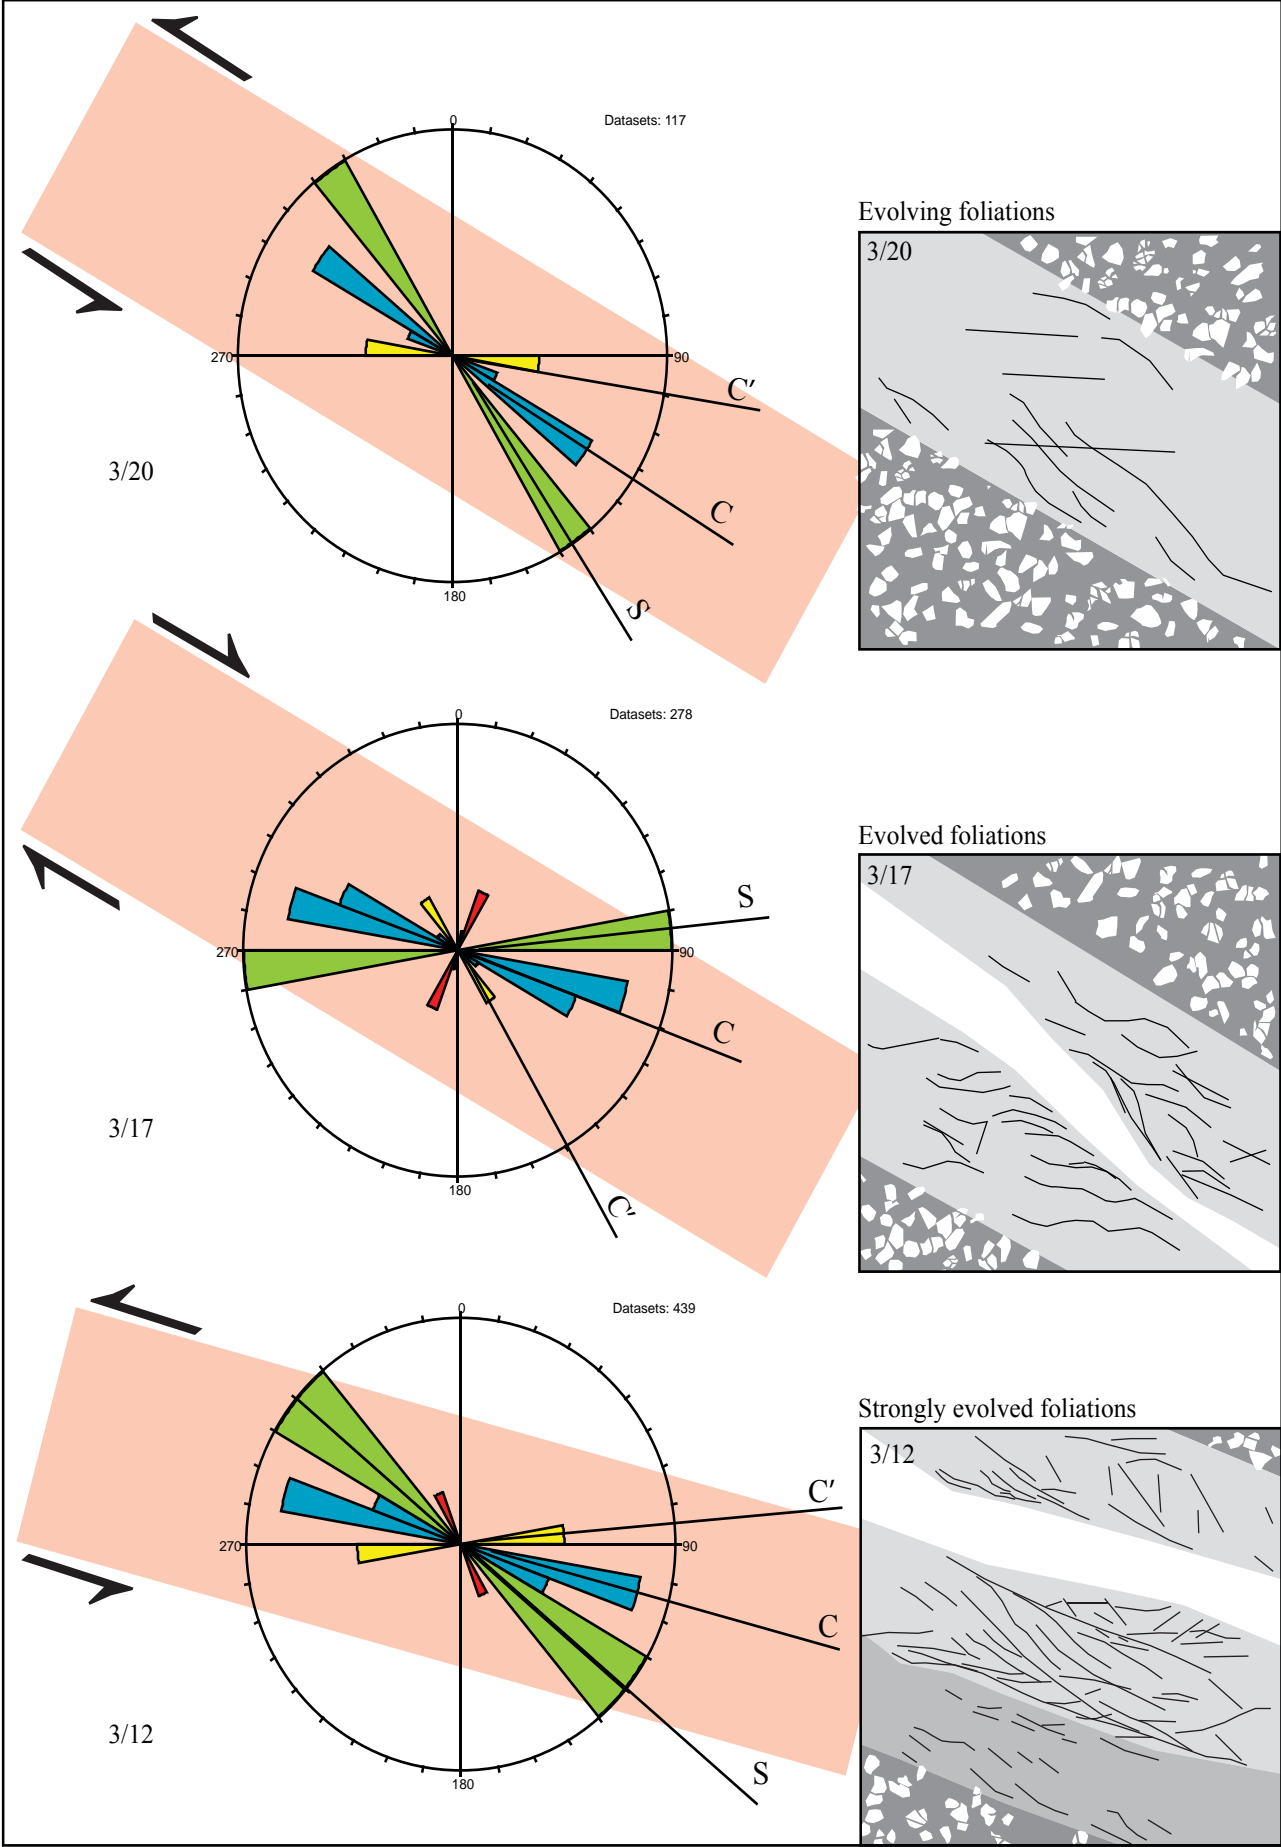 0
Datasets: 117
270
90
C′
C
S
180
3/20
Evolving foliations
3/20
0
Datasets: 278
270
90
S
C
C′
180
3/17
Evolved foliations
3/17
0
Datasets: 439
270
90
C′
C
S
180
3/12
Strongly evolved foliations
3/12